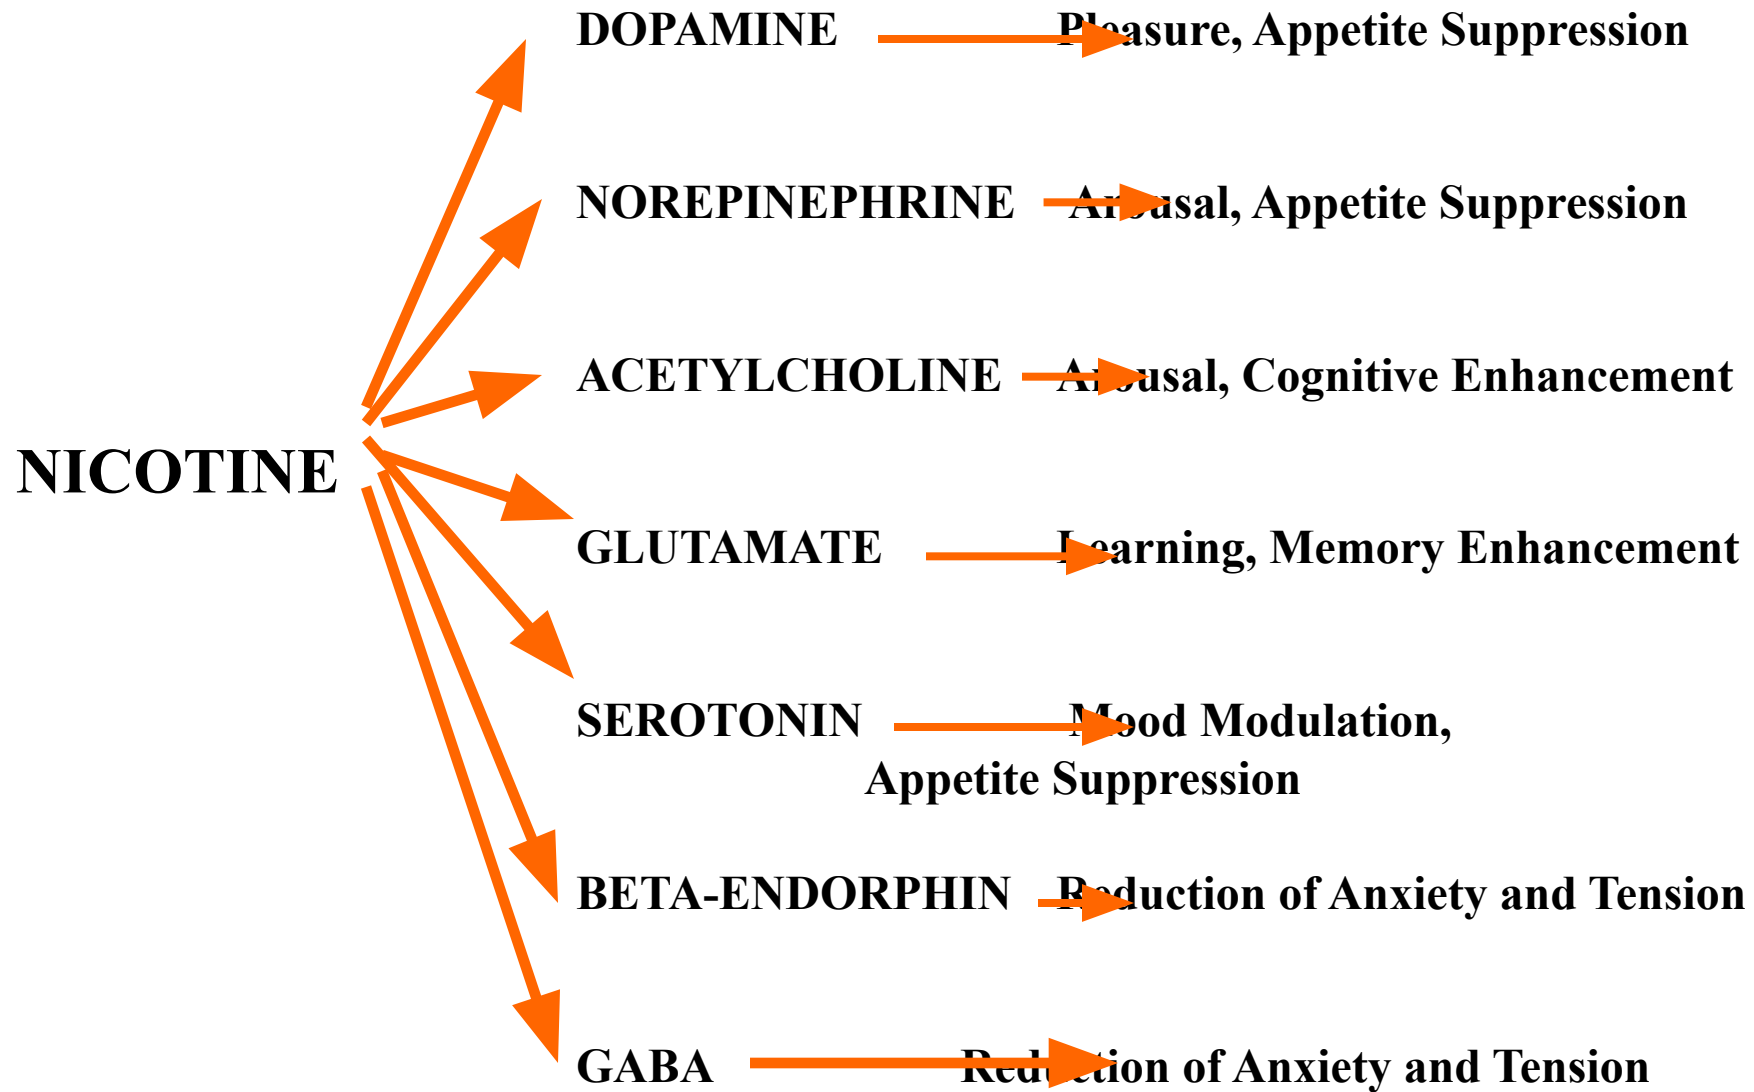 DOPAMINE Pleasure, Appetite Suppression
NOREPINEPHRINE Arousal, Appetite Suppression
ACETYLCHOLINE Arousal, Cognitive Enhancement
NICOTINE
GLUTAMATE Learning, Memory Enhancement
SEROTONIN Mood Modulation,
Appetite Suppression
BETA-ENDORPHIN Reduction of Anxiety and Tension
GABA Reduction of Anxiety and Tension